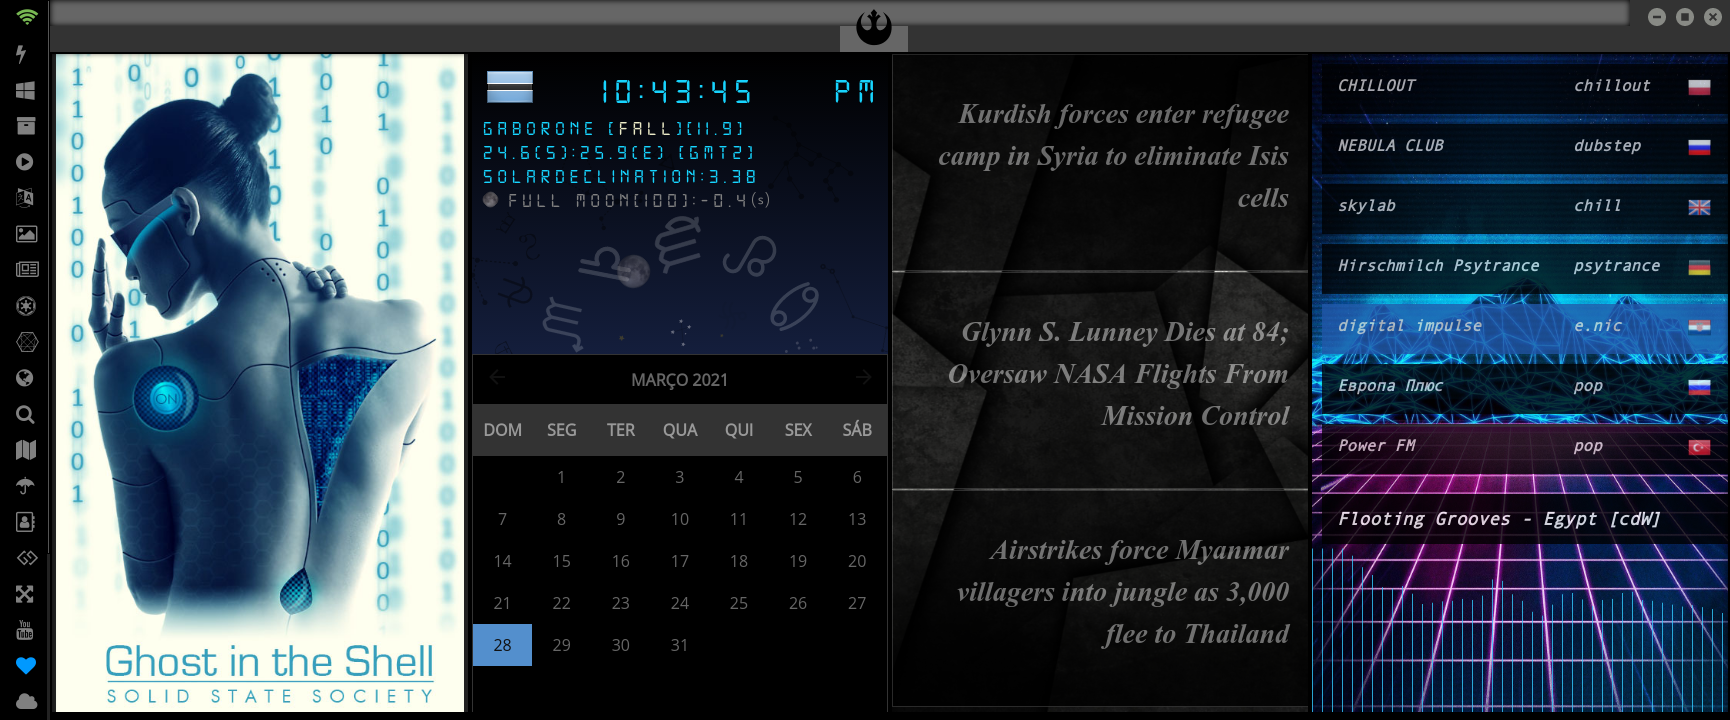 10:43:45 PM
GABORONE [FALL][11.9]
24.6(S):25.9(E) [GMT2]
SOLARDECLINATION:3.38
FULL MOON[100]:-0.4(s)
ON
Ghost in the Shell
SOLID STATE SOCIETY
MARÇO 2021
DOM SEG TER QUA QUI SEX SÁB
1 2 3 4 5 6
7 8 9 10 11 12 13
14 15 16 17 18 19 20
21 22 23 24 25 26 27
28 29 30 31
Kurdish forces enter refugee
camp in Syria to eliminate Isis
cells
Glynn S. Lunney Dies at 84;
Oversaw NASA Flights From
Mission Control
Airstrikes force Myanmar
villagers into jungle as 3,000
flee to Thailand
CHILLOUT chillout
NEBULA CLUB dubstep
skylab chill
Hirschmilch Psytrance psytrance
digital impulse e.nic
Европа Плюс pop
Power FM pop
Flooting Grooves - Egypt [cdW]
You
Tube